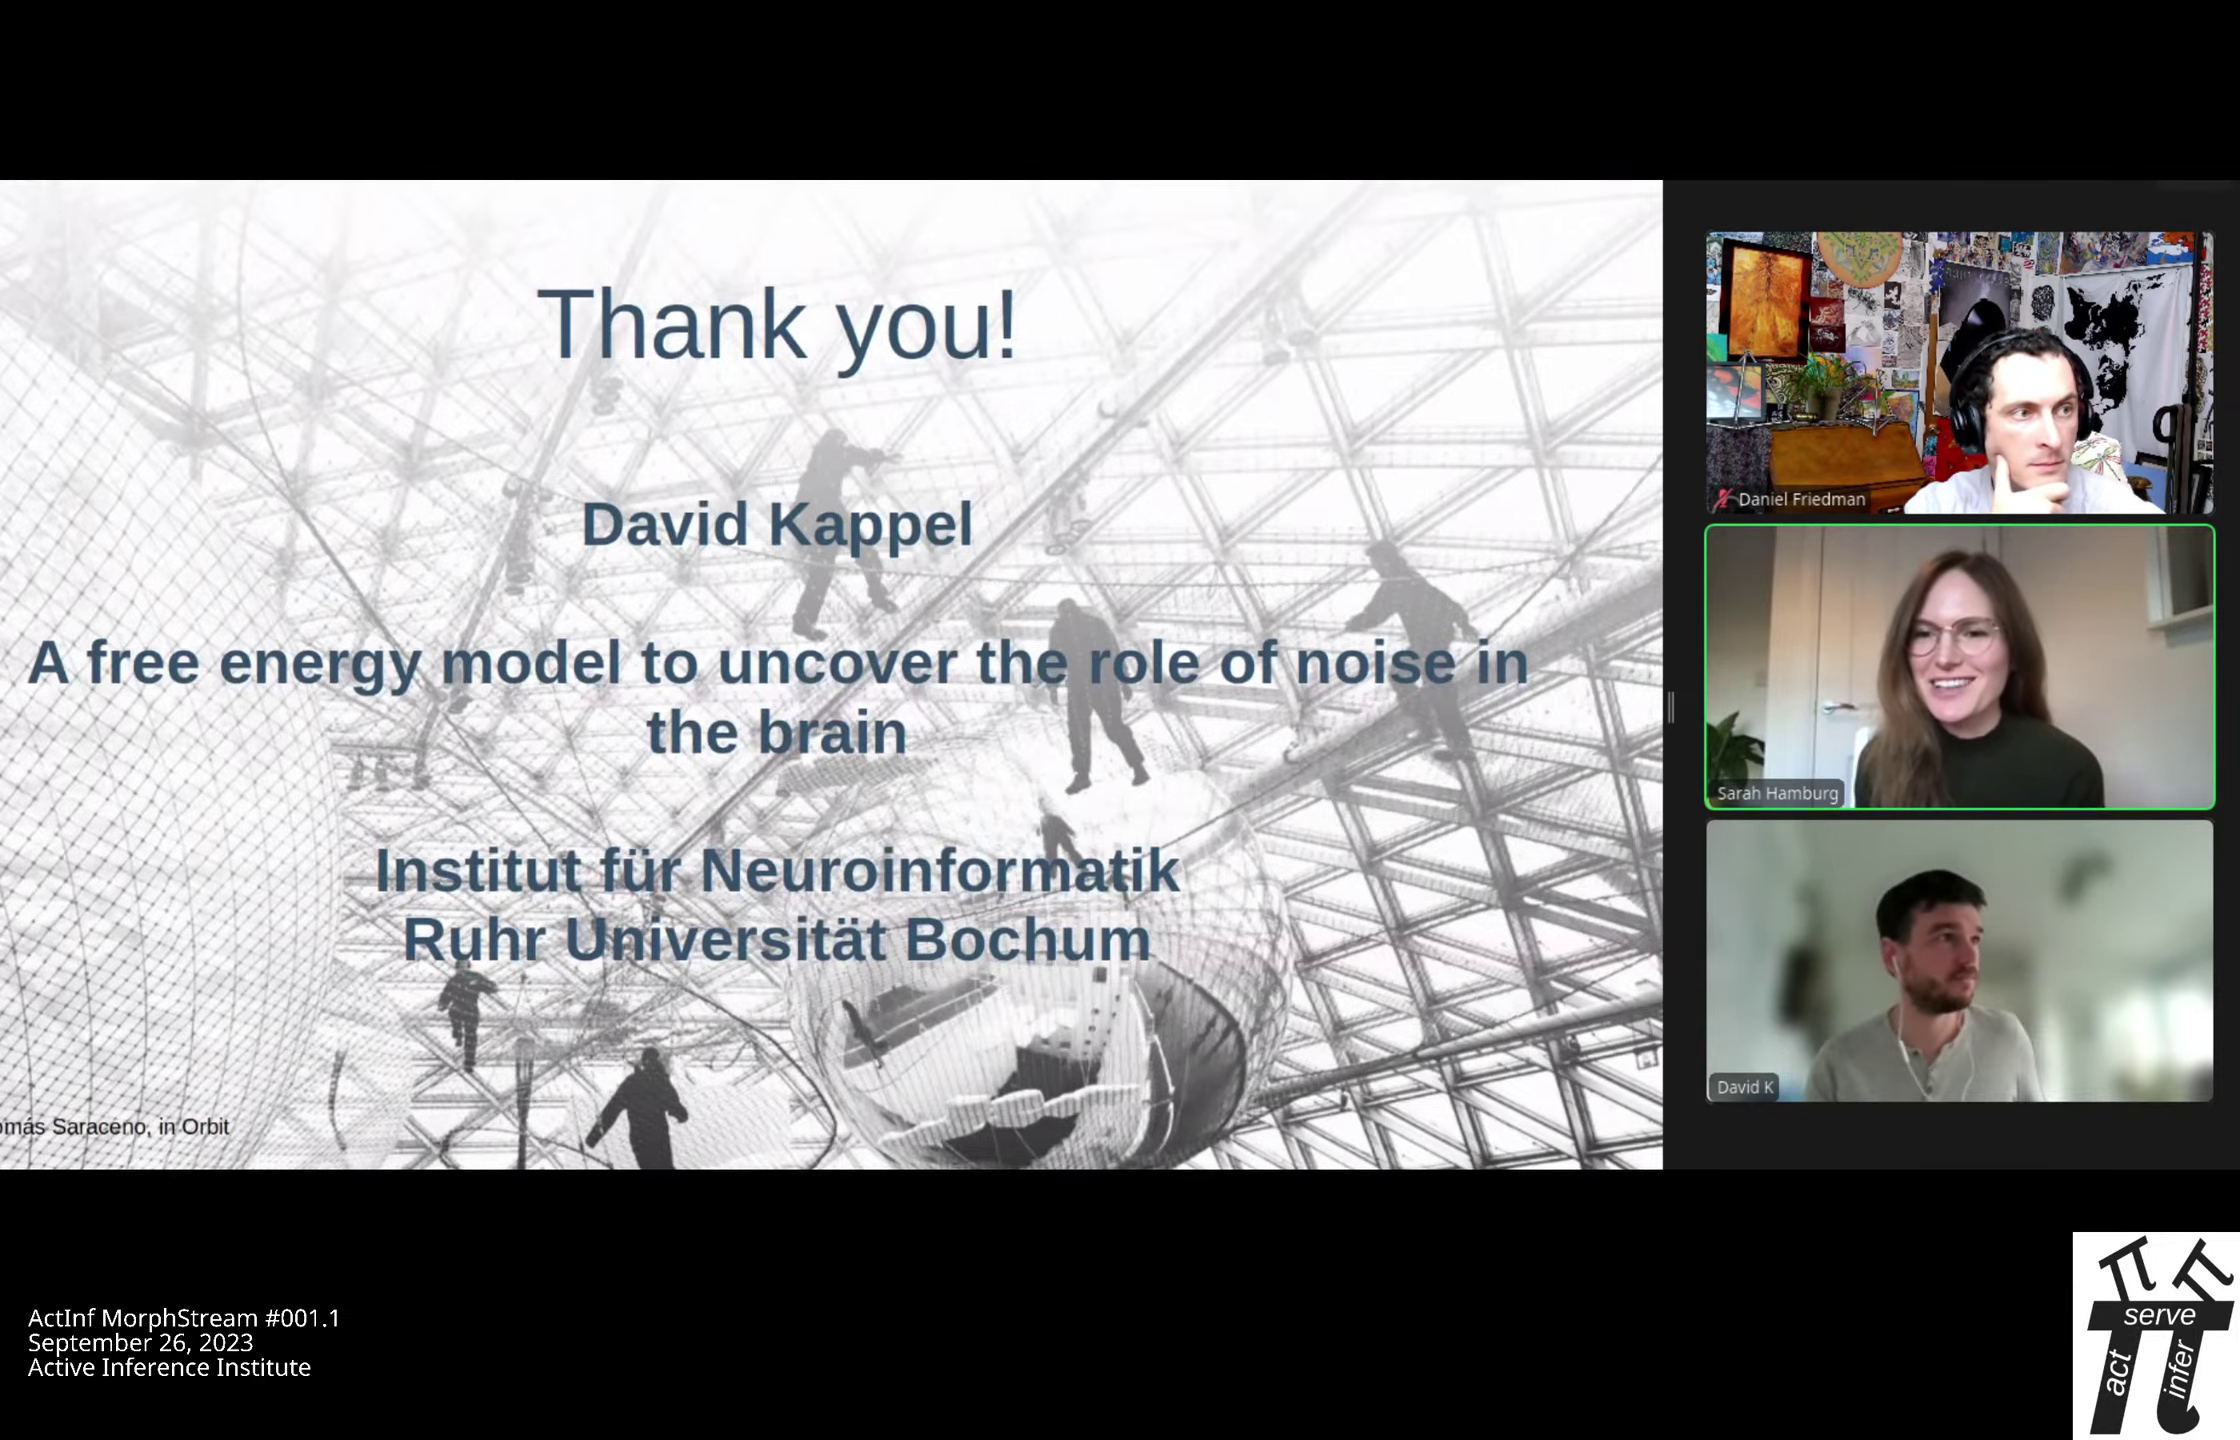 Thank you!
David Kappel
A free energy model to uncover the role of noise in
the brain
Institut für Neuroinformatik
Ruhr Universität Bochum
omás Saraceno, in Orbit
Daniel Friedman
Sarah Hamburg
David K
ActInf MorphStream #001.1
September 26, 2023
Active Inference Institute
serve
act
infer